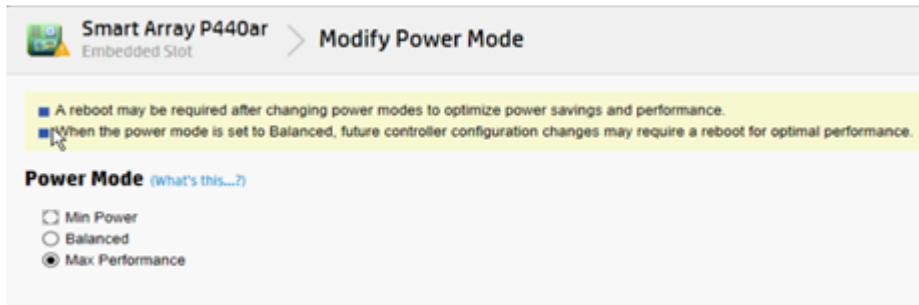 Smart Array P440ar
Embedded Slot
Modify Power Mode
A reboot may be required after changing power modes to optimize power savings and performance.
When the power mode is set to Balanced, future controller configuration changes may require a reboot for optimal performance.
Power Mode (What's this...?)
Min Power
Balanced
Max Performance